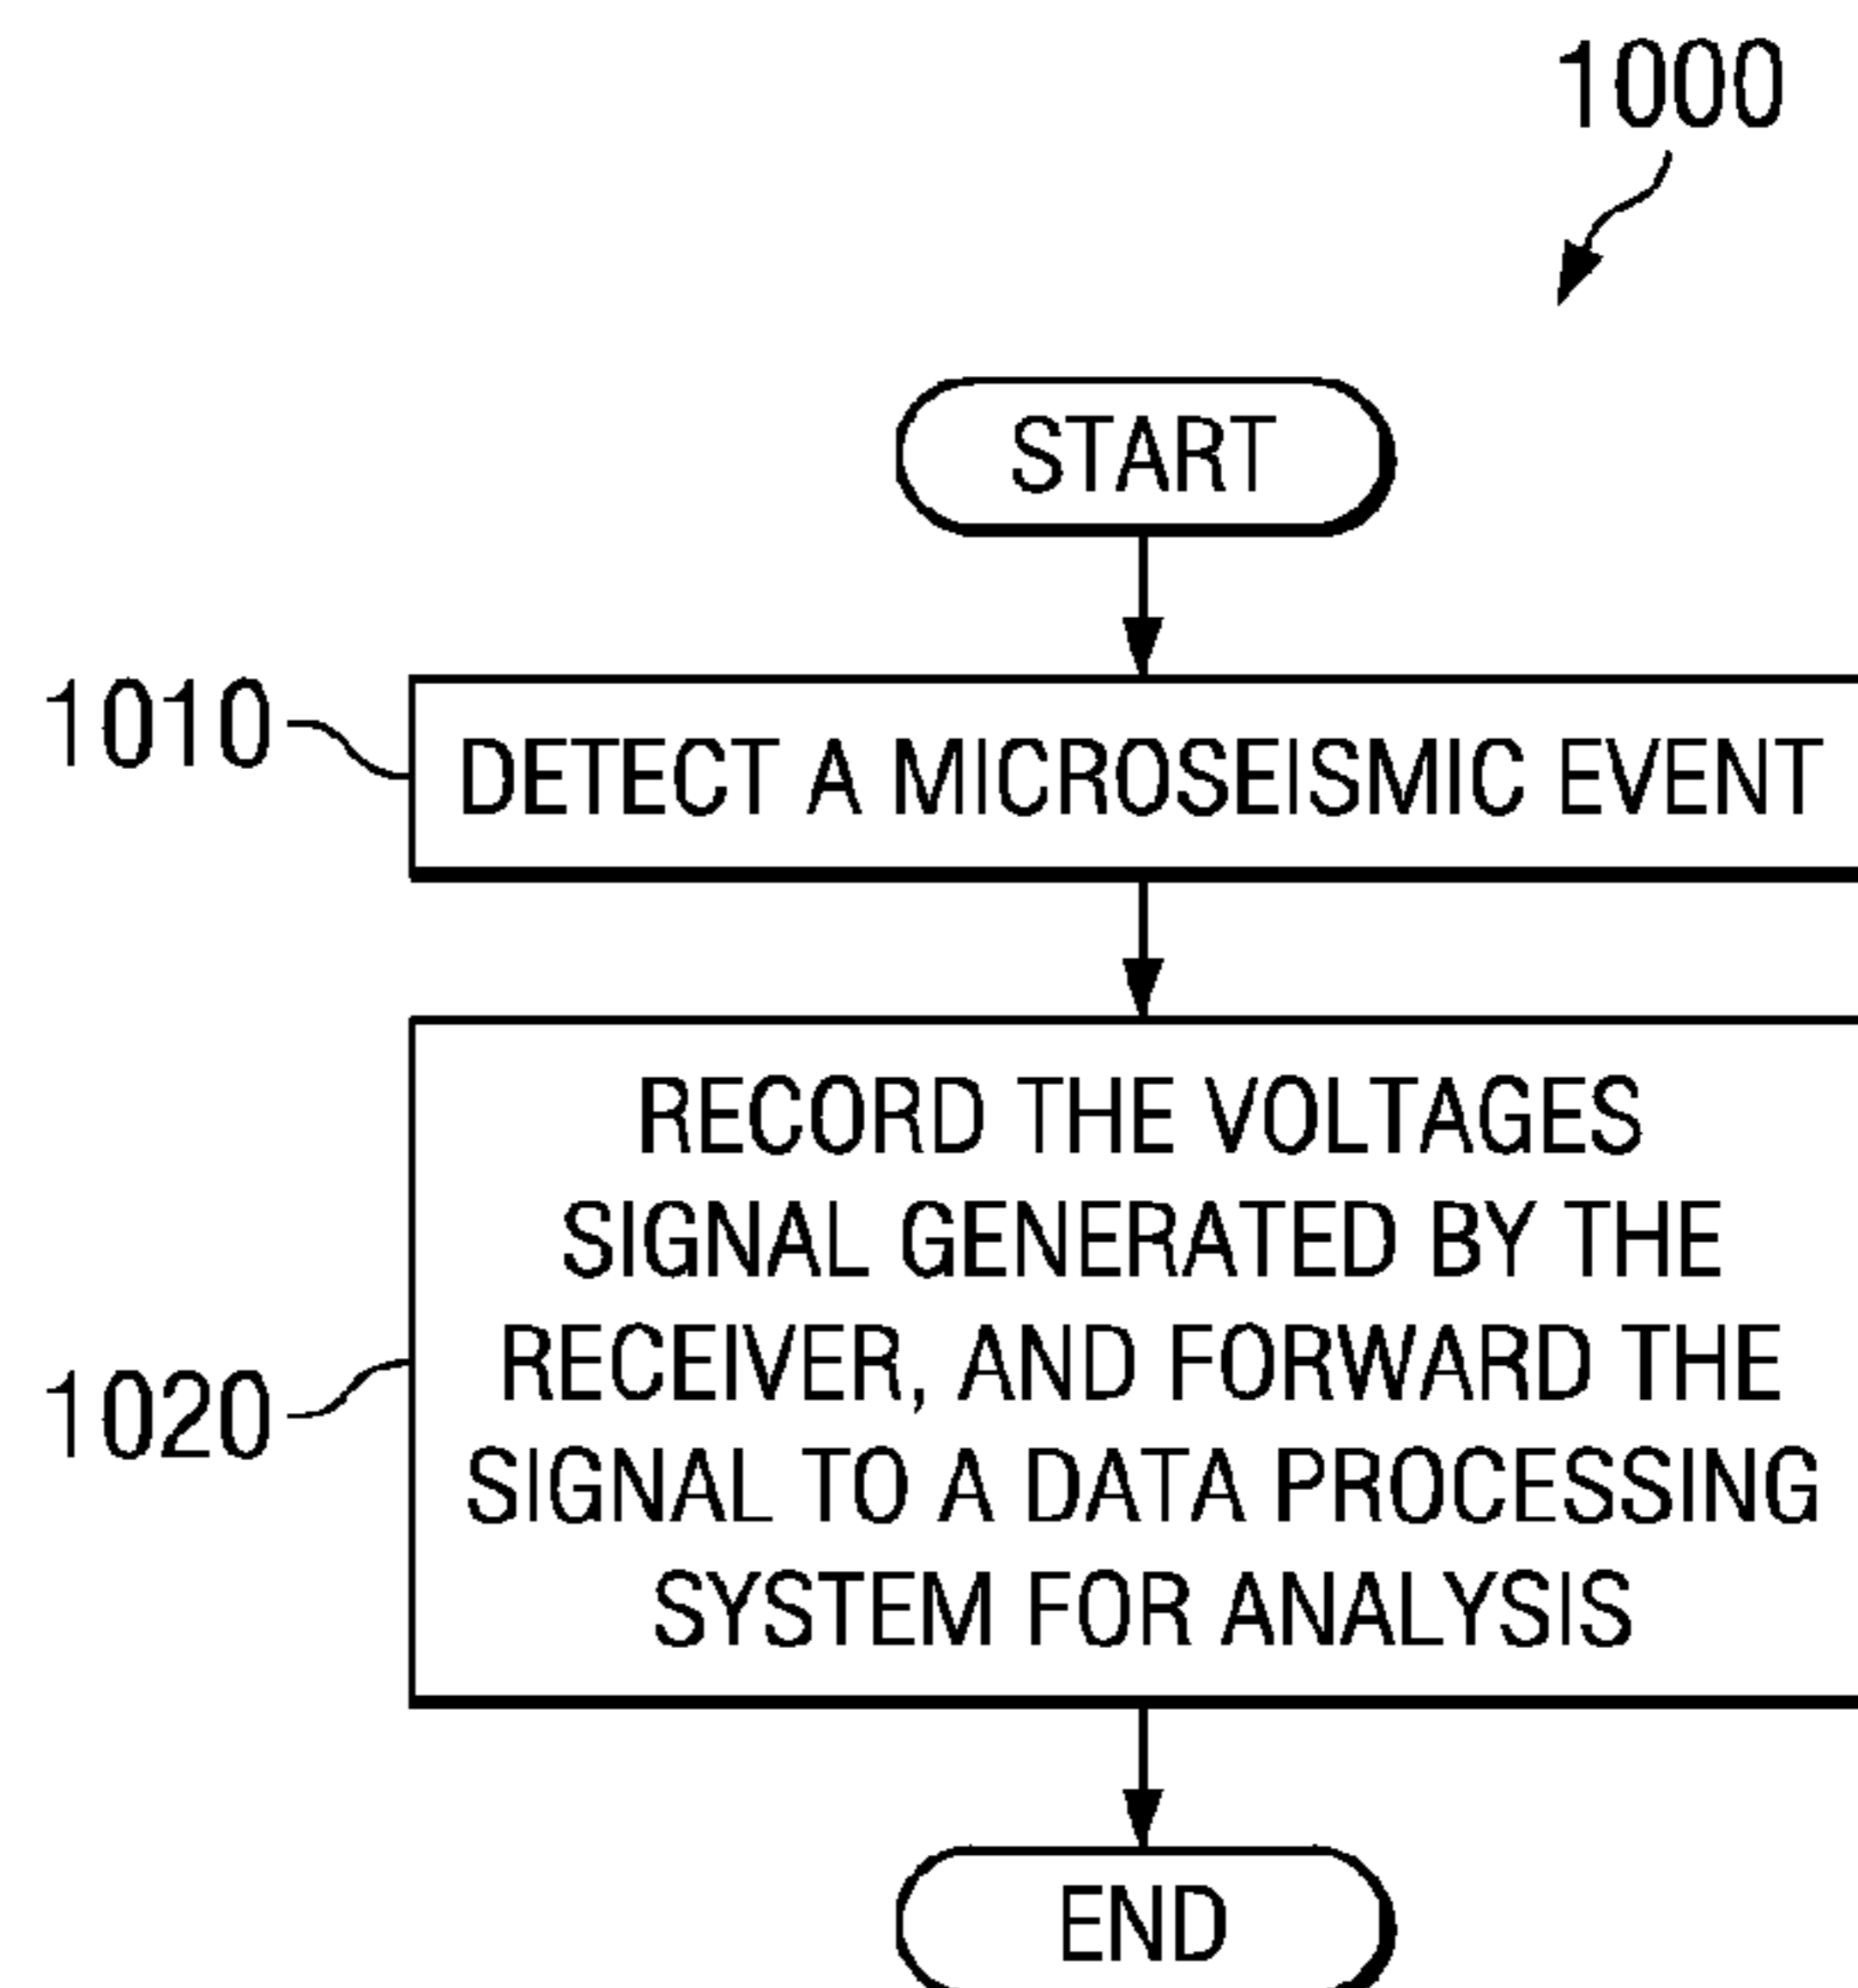 1000
START
1010
DETECT A MICROSEISMIC EVENT
RECORD THE VOLTAGES
SIGNAL GENERATED BY THE
RECEIVER, AND FORWARD THE
1020
SIGNAL TO A DATA PROCESSING
SYSTEM FOR ANALYSIS
END